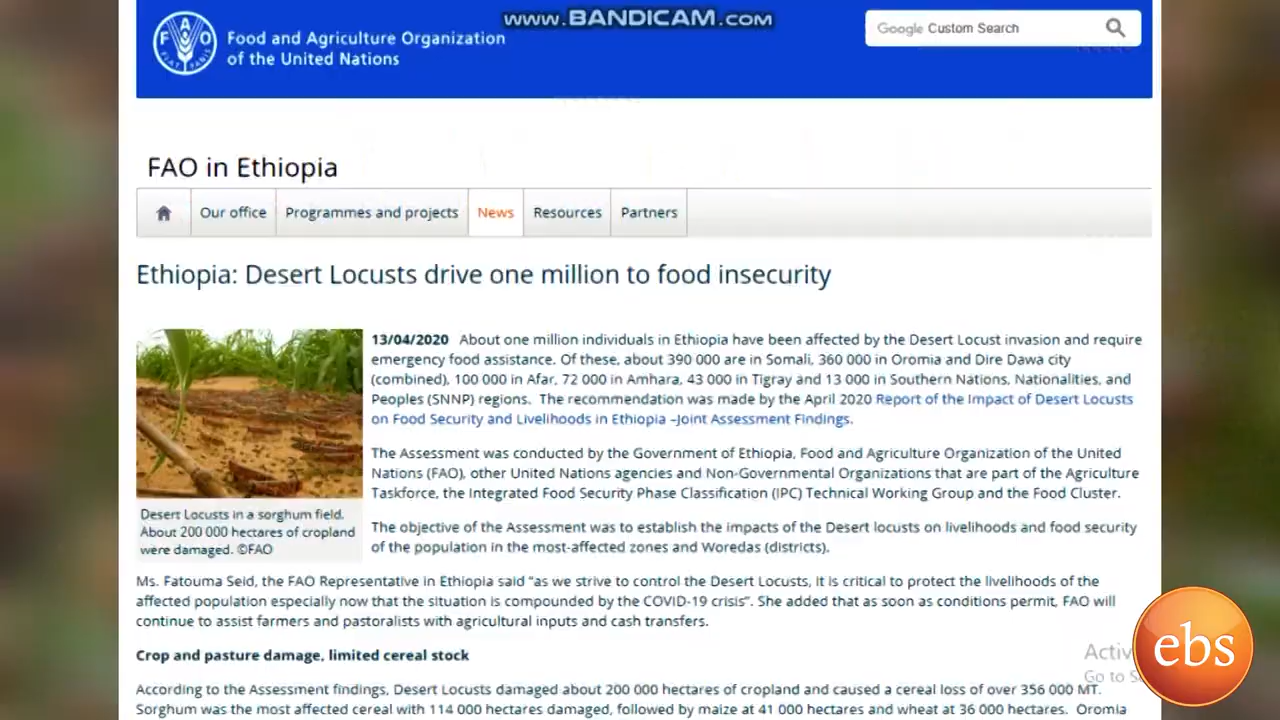 www.BANDICAM.com
Food and Agriculture Organization
of the United Nations
F A O
FIAT PANIS
Google Custom Search
FAO in Ethiopia
Our office
Programmes and projects
News
Resources
Partners
Ethiopia: Desert Locusts drive one million to food insecurity
13/04/2020 About one million individuals in Ethiopia have been affected by the Desert Locust invasion and require
emergency food assistance. Of these, about 390 000 are in Somali, 360 000 in Oromia and Dire Dawa city
(combined), 100 000 in Afar, 72 000 in Amhara, 43 000 in Tigray and 13 000 in Southern Nations, Nationalities, and
Peoples (SNNP) regions. The recommendation was made by the April 2020 Report of the Impact of Desert Locusts
on Food Security and Livelihoods in Ethiopia –Joint Assessment Findings.
The Assessment was conducted by the Government of Ethiopia, Food and Agriculture Organization of the United
Nations (FAO), other United Nations agencies and Non-Governmental Organizations that are part of the Agriculture
Taskforce, the Integrated Food Security Phase Classification (IPC) Technical Working Group and the Food Cluster.
Desert Locusts in a sorghum field.
About 200 000 hectares of cropland
were damaged. ©FAO
The objective of the Assessment was to establish the impacts of the Desert locusts on livelihoods and food security
of the population in the most-affected zones and Woredas (districts).
Ms. Fatouma Seid, the FAO Representative in Ethiopia said "as we strive to control the Desert Locusts, it is critical to protect the livelihoods of the
affected population especially now that the situation is compounded by the COVID-19 crisis". She added that as soon as conditions permit, FAO will
continue to assist farmers and pastoralists with agricultural inputs and cash transfers.
Crop and pasture damage, limited cereal stock
According to the Assessment findings, Desert Locusts damaged about 200 000 hectares of cropland and caused a cereal loss of over 356 000 MT.
Sorghum was the most affected cereal with 114 000 hectares damaged, followed by maize at 41 000 hectares and wheat at 36 000 hectares. Oromia
Activ
Go to S
ebs